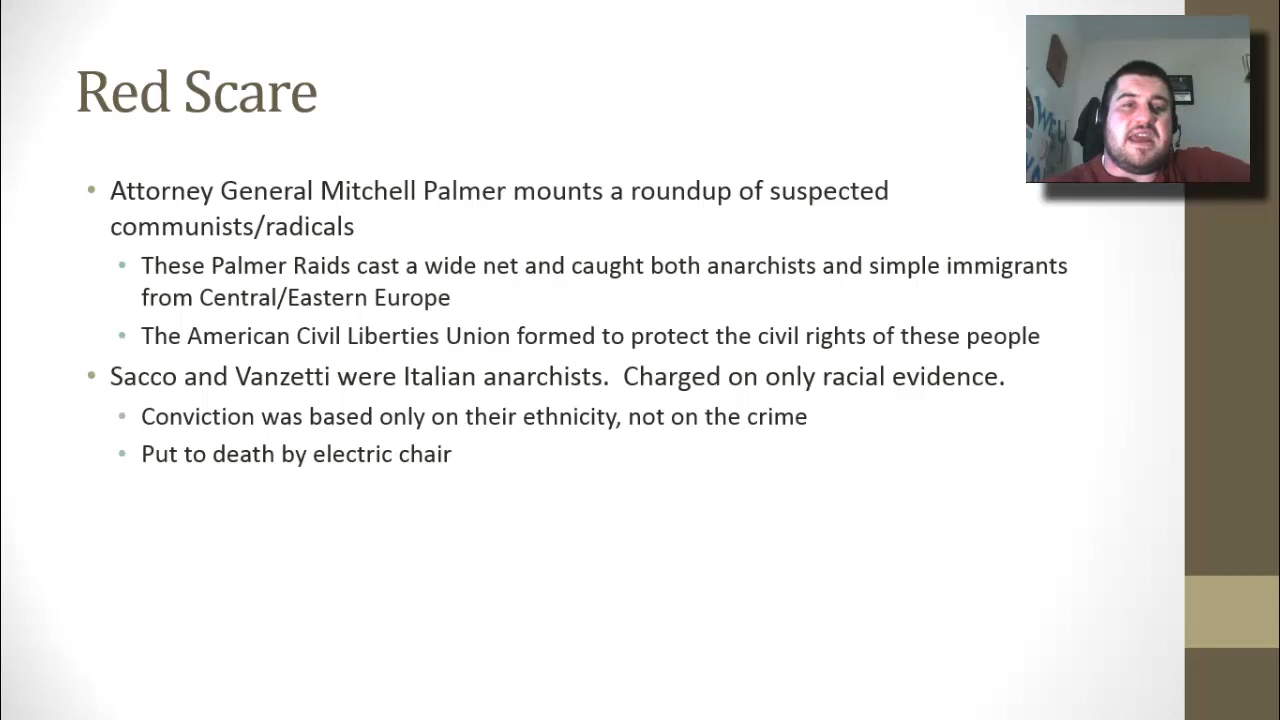 Red Scare
• Attorney General Mitchell Palmer mounts a roundup of suspected
communists/radicals
• These Palmer Raids cast a wide net and caught both anarchists and simple immigrants
from Central/Eastern Europe
• The American Civil Liberties Union formed to protect the civil rights of these people
• Sacco and Vanzetti were Italian anarchists.  Charged on only racial evidence.
• Conviction was based only on their ethnicity, not on the crime
• Put to death by electric chair